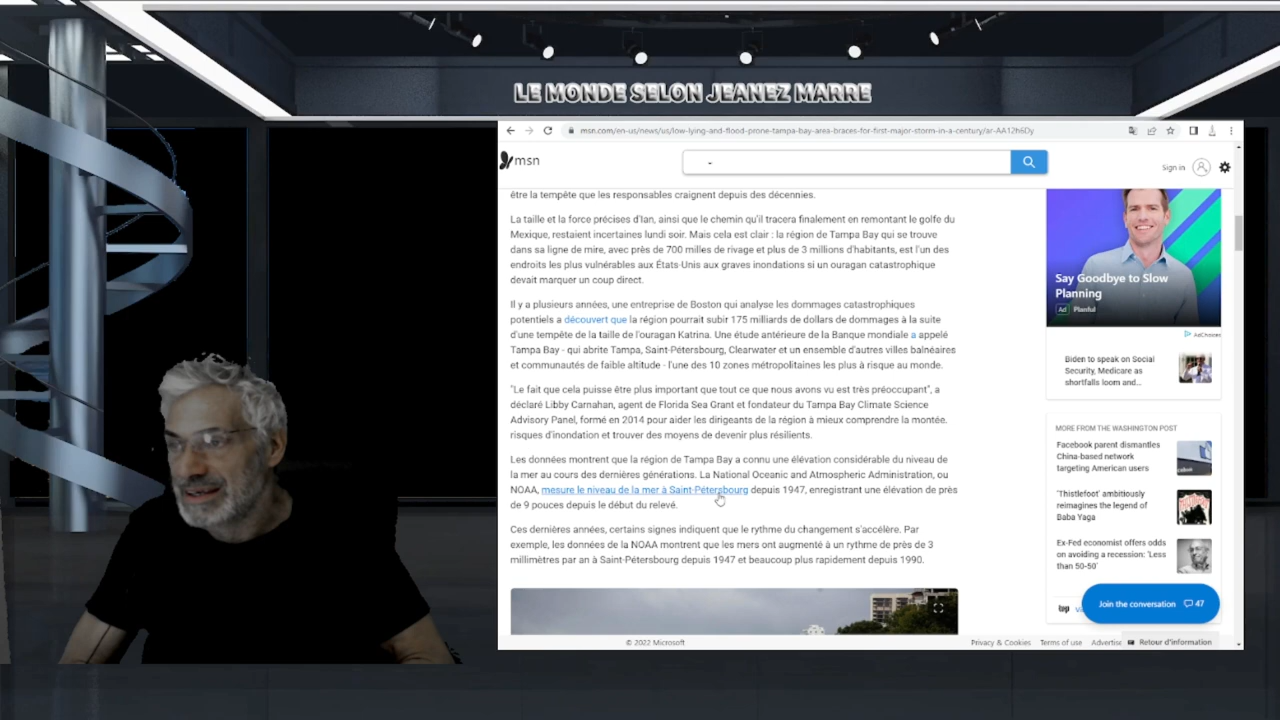 LE MONDE SELON JEANEZ MARRE
msn.com/en-us/news/us/low-lying-and-flood-prone-tampa-bay-area-braces-for-first-major-storm-in-a-century/ar-AA12h6Dy
msn
Sign in
être la tempête que les responsables craignent depuis des décennies.
La taille et la force précises d'Ian, ainsi que le chemin qu'il tracera finalement en remontant le golfe du
Mexique, restaient incertaines lundi soir. Mais cela est clair : la région de Tampa Bay qui se trouve
dans sa ligne de mire, avec près de 700 milles de rivage et plus de 3 millions d'habitants, est l'un des
endroits les plus vulnérables aux États-Unis aux graves inondations si un ouragan catastrophique
devait marquer un coup direct.
Il y a plusieurs années, une entreprise de Boston qui analyse les dommages catastrophiques
potentiels a découvert que la région pourrait subir 175 milliards de dollars de dommages à la suite
d'une tempête de la taille de l'ouragan Katrina. Une étude antérieure de la Banque mondiale a appelé
Tampa Bay - qui abrite Tampa, Saint-Pétersbourg, Clearwater et un ensemble d'autres villes balnéaires
et communautés de faible altitude - l'une des 10 zones métropolitaines les plus à risque au monde.
"Le fait que cela puisse être plus important que tout ce que nous avons vu est très préoccupant", a
déclaré Libby Carnahan, agent de Florida Sea Grant et fondateur du Tampa Bay Climate Science
Advisory Panel, formé en 2014 pour aider les dirigeants de la région à mieux comprendre la montée.
risques d'inondation et trouver des moyens de devenir plus résilients.
Les données montrent que la région de Tampa Bay a connu une élévation considérable du niveau de
la mer au cours des dernières générations. La National Oceanic and Atmospheric Administration, ou
NOAA, mesure le niveau de la mer à Saint-Pétersbourg depuis 1947, enregistrant une élévation de près
de 9 pouces depuis le début du relevé.
Ces dernières années, certains signes indiquent que le rythme du changement s'accélère. Par
exemple, les données de la NOAA montrent que les mers ont augmenté à un rythme de près de 3
millimètres par an à Saint-Pétersbourg depuis 1947 et beaucoup plus rapidement depuis 1990.
Say Goodbye to Slow
Planning
Ad Planful
AdChoices
Biden to speak on Social
Security, Medicare as
shortfalls loom and...
MORE FROM THE WASHINGTON POST
Facebook parent dismantles
China-based network
targeting American users
'Thistlefoot' ambitiously
reimagines the legend of
Baba Yaga
Ex-Fed economist offers odds
on avoiding a recession: 'Less
than 50-50'
Join the conversation 47
© 2022 Microsoft
Privacy & Cookies
Terms of use
Advertise
Retour d'information